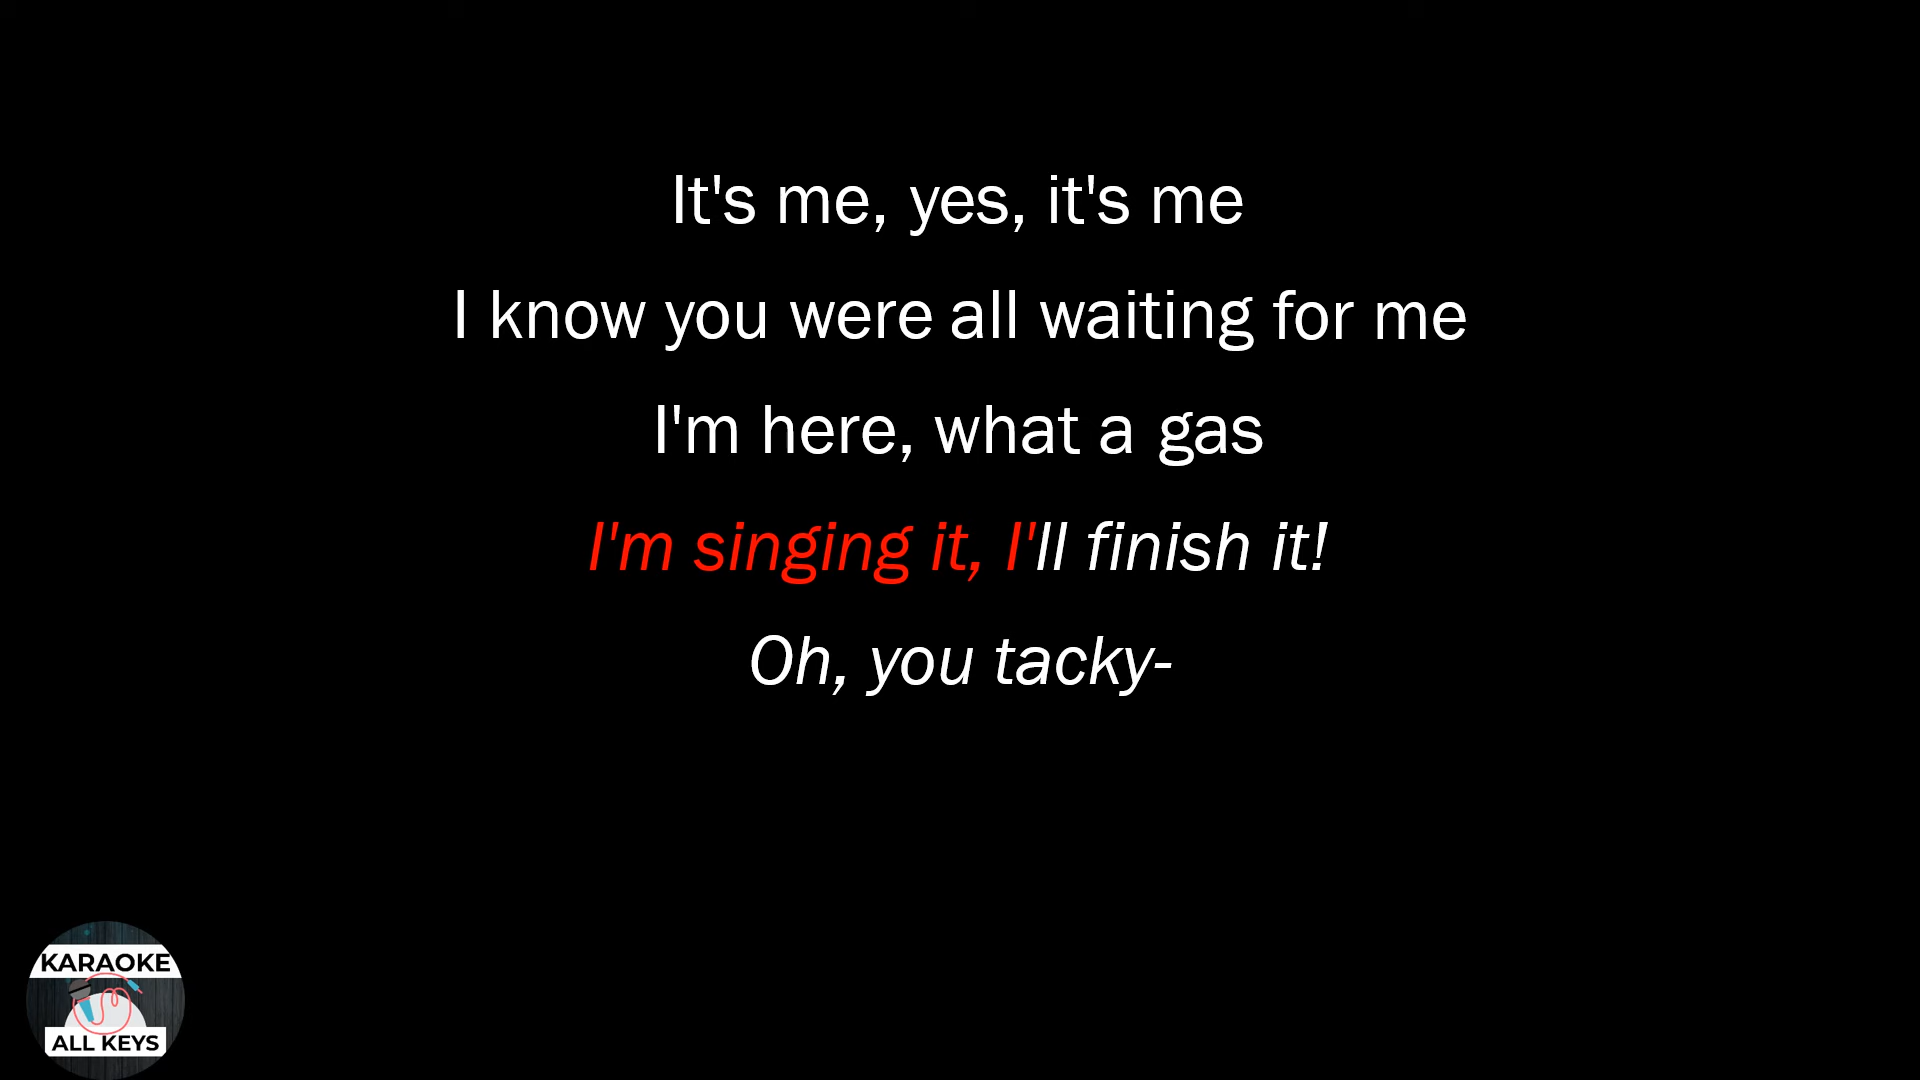 It's me, yes, it's me
I know you were all waiting for me
I'm here, what a gas
I'm singing it, I'll finish it!
Oh, you tacky-
KARAOKE
ALL KEYS